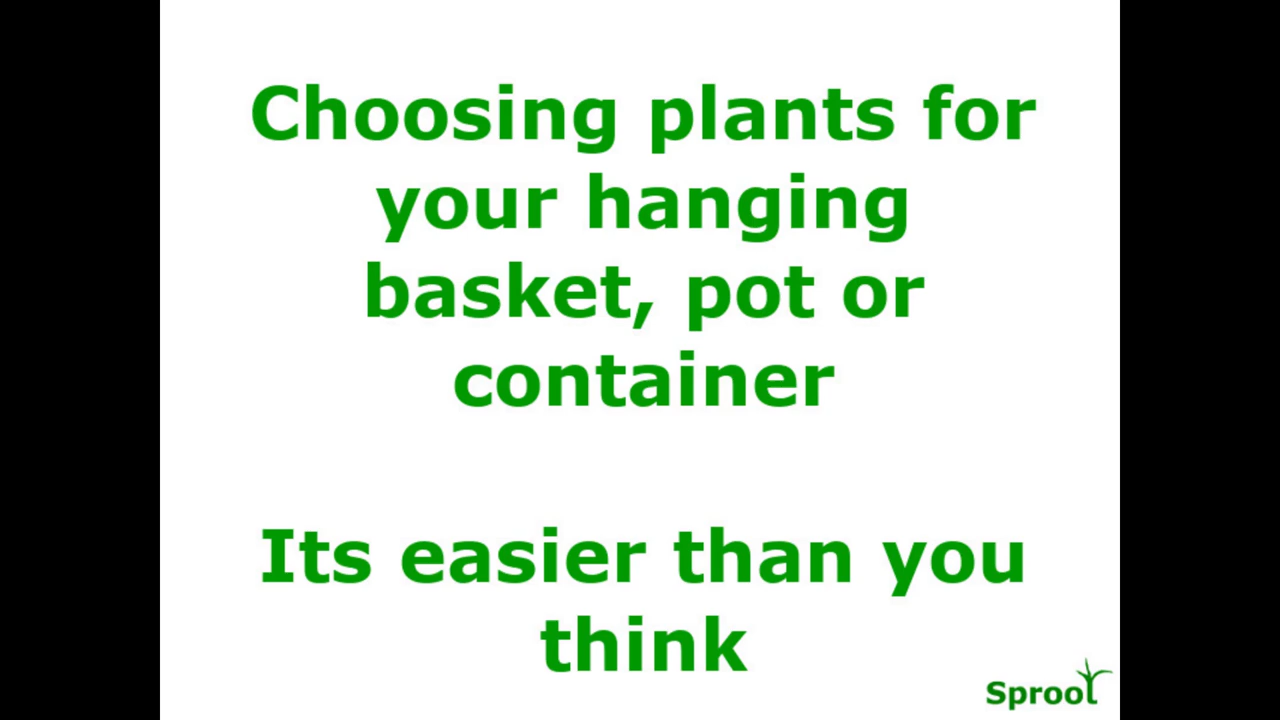 Choosing plants for
your hanging
basket, pot or
container
Its easier than you
think
Sproot